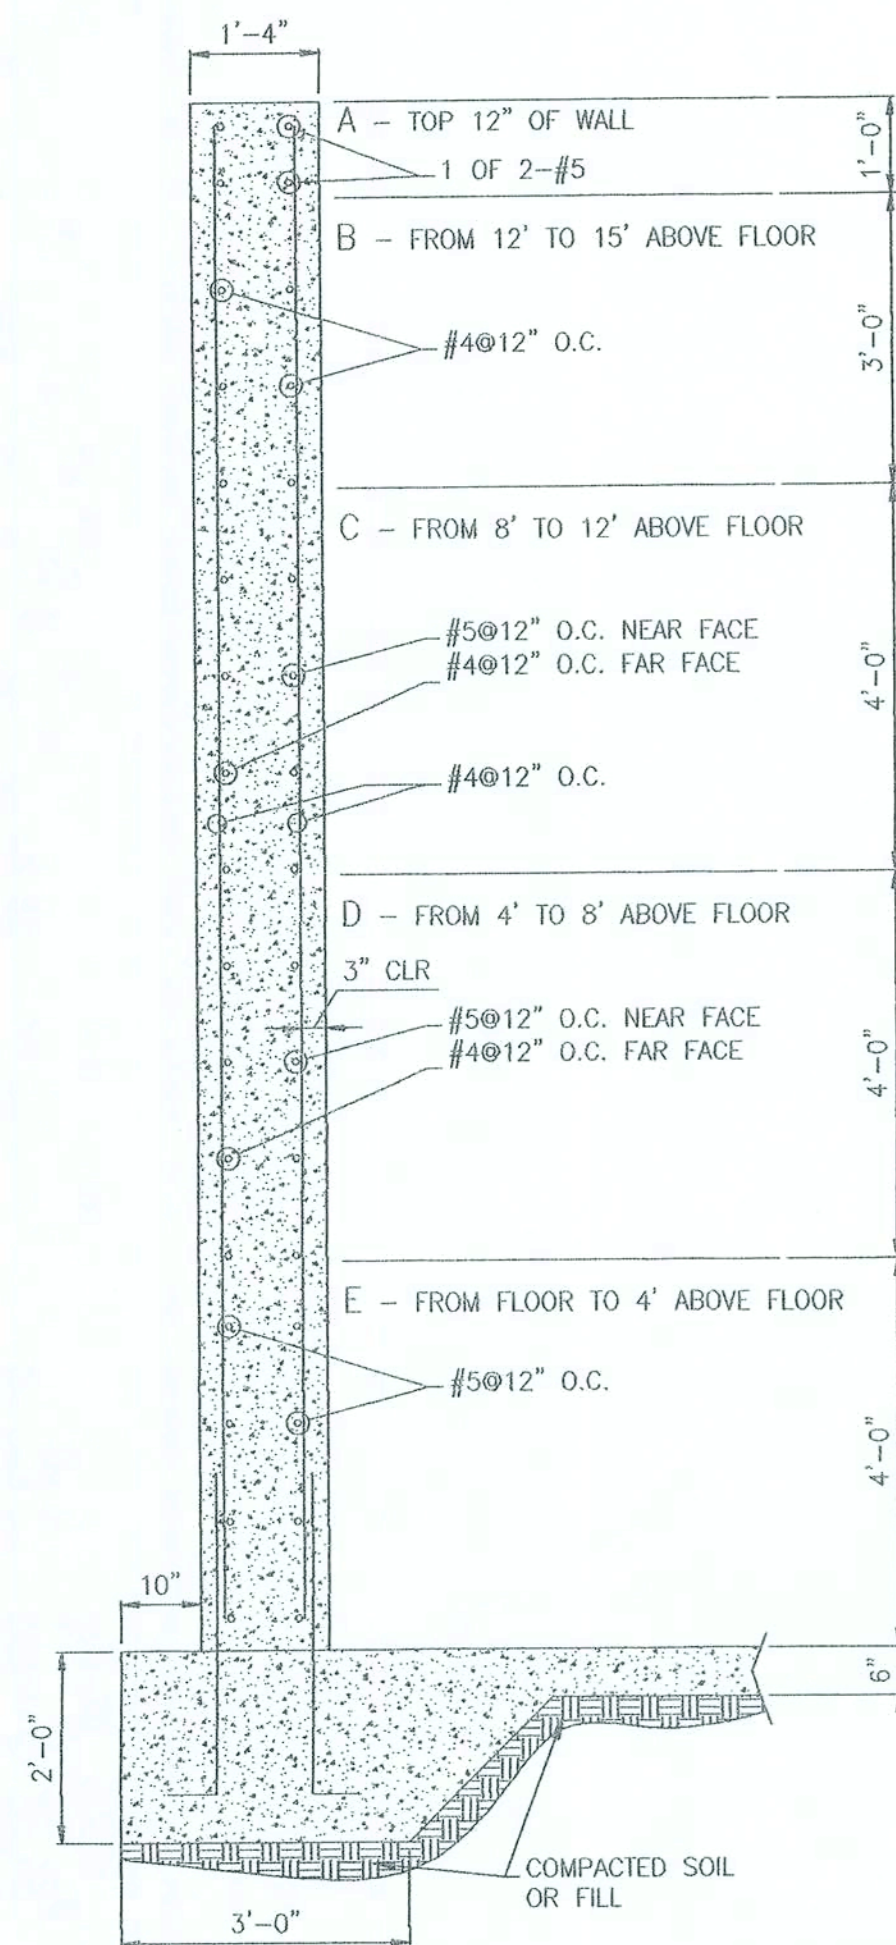 1'-4"
A - TOP 12" OF WALL
1'-0"
1 OF 2-#5
B - FROM 12' TO 15' ABOVE FLOOR
3'-0"
#4@12" O.C.
C - FROM 8' TO 12' ABOVE FLOOR
#5@12" O.C. NEAR FACE
#4@12" O.C. FAR FACE
4'-0"
#4@12" O.C.
D - FROM 4' TO 8' ABOVE FLOOR
3" CLR
#5@12" O.C. NEAR FACE
#4@12" O.C. FAR FACE
4'-0"
E - FROM FLOOR TO 4' ABOVE FLOOR
#5@12" O.C.
4'-0"
10"
6"
2'-0"
COMPACTED SOIL
OR FILL
3'-0"